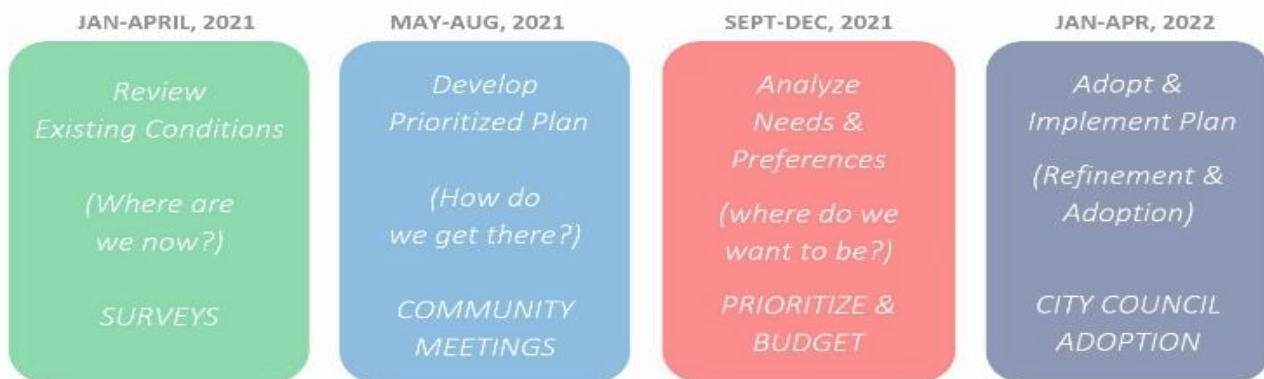 JAN-APRIL, 2021
Review
Existing Conditions
(Where are
we now?)
SURVEYS
MAY-AUG, 2021
Develop
Prioritized Plan
(How do
we get there?)
COMMUNITY
MEETINGS
SEPT-DEC, 2021
Analyze
Needs &
Preferences
(where do we
want to be?)
PRIORITIZE &
BUDGET
JAN-APR, 2022
Adopt &
Implement Plan
(Refinement &
Adoption)
CITY COUNCIL
ADOPTION